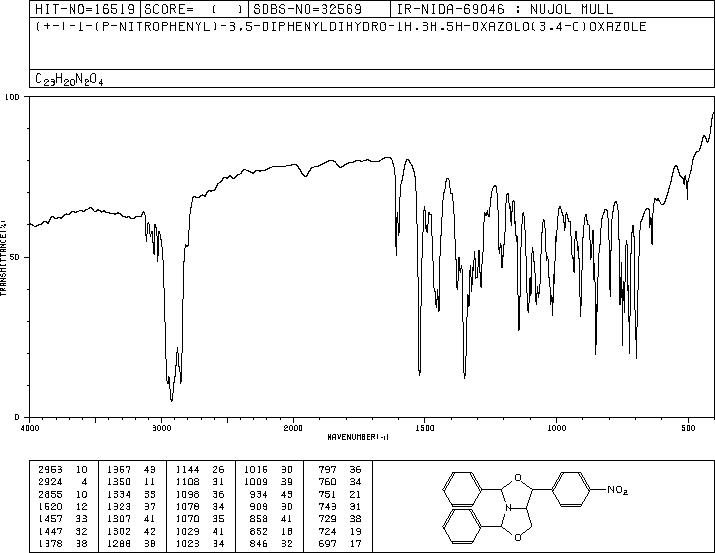 HIT-NO=16519 SCORE= ( ) SDBS-NO=32569 IR-NIDA-69046 : NUJOL MULL
(+-)-1-(P-NITROPHENYL)-3,5-DIPHENYLDIHYDRO-1H,3H,5H-OXAZOLO(3,4-C)OXAZOLE
C23H20N2O4
100
50
0
TRANSMITTANCE(%)
4000 3000 2000 1500 1000 500
WAVENUMBER(-1)
2953 10 1367 49 1144 26 1016 30 797 36
2924 4 1350 11 1108 31 1009 39 760 34
2855 10 1334 39 1098 36 934 49 751 21
1520 12 1323 37 1078 34 909 30 743 31
1457 33 1307 41 1070 35 858 41 729 38
1447 32 1302 42 1029 41 852 18 724 19
1378 38 1288 38 1023 34 846 32 697 17
O
NO2
N
O